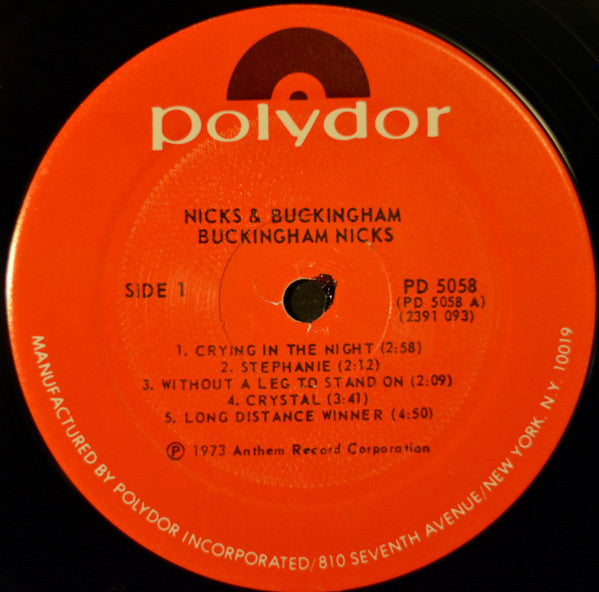 polydor
NICKS & BUCKINGHAM
BUCKINGHAM NICKS
SIDE 1
PD 5058
(PD 5058 A)
(2391 093)
1. CRYING IN THE NIGHT (2:58)
2. STEPHANIE (2:12)
3. WITHOUT A LEG TO STAND ON (2:09)
4. CRYSTAL (3:41)
5. LONG DISTANCE WINNER (4:50)
℗ 1973 Anthem Record Corporation
MANUFACTURED BY POLYDOR INCORPORATED/810 SEVENTH AVENUE/NEW YORK, N.Y. 10019